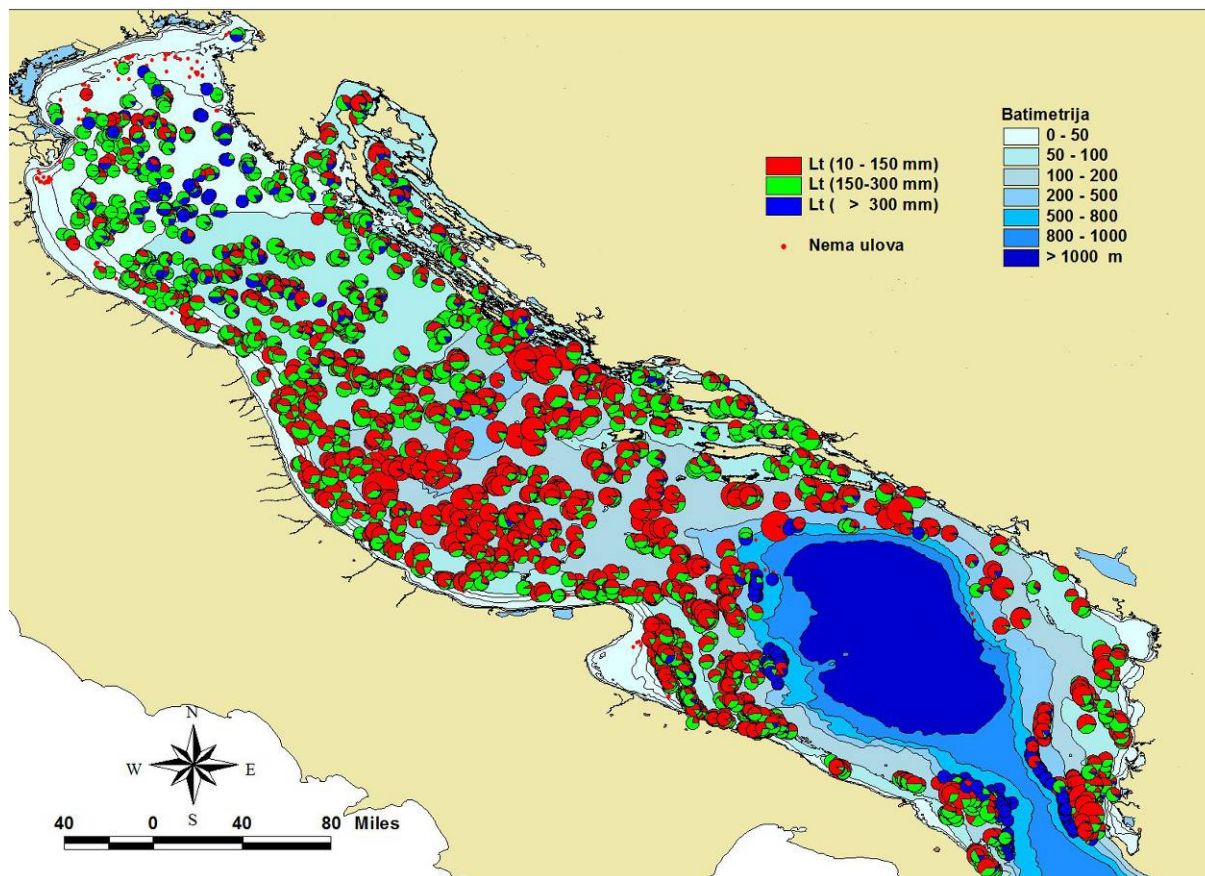 Batimetrija
0 - 50
50 - 100
100 - 200
200 - 500
500 - 800
800 - 1000
> 1000 m
Lt (10 - 150 mm)
Lt (150-300 mm)
Lt ( > 300 mm)
Nema ulova
N
W E
S
40 0 40 80 Miles